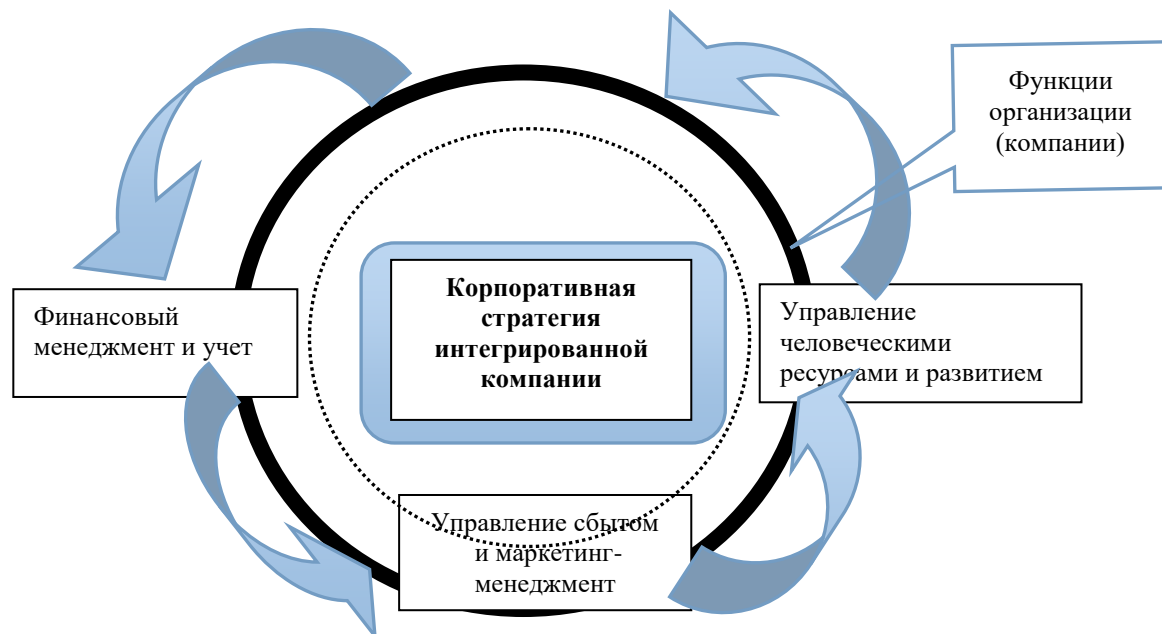 Функции
организации
(компании)
Корпоративная
стратегия
интегрированной
компании
Финансовый
менеджмент и учет
Управление
человеческими
ресурсами и развитием
Управление сбытом
и маркетинг-
менеджмент